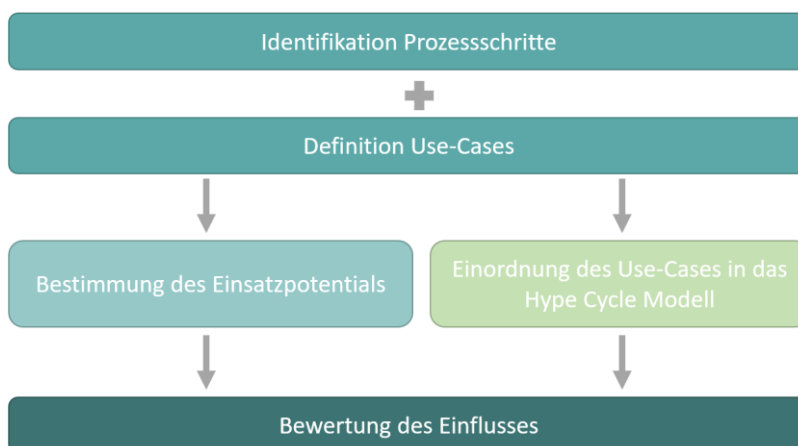 Identifikation Prozessschritte
Definition Use-Cases
Bestimmung des Einsatzpotentials
Einordnung des Use-Cases in das
Hype Cycle Modell
Bewertung des Einflusses